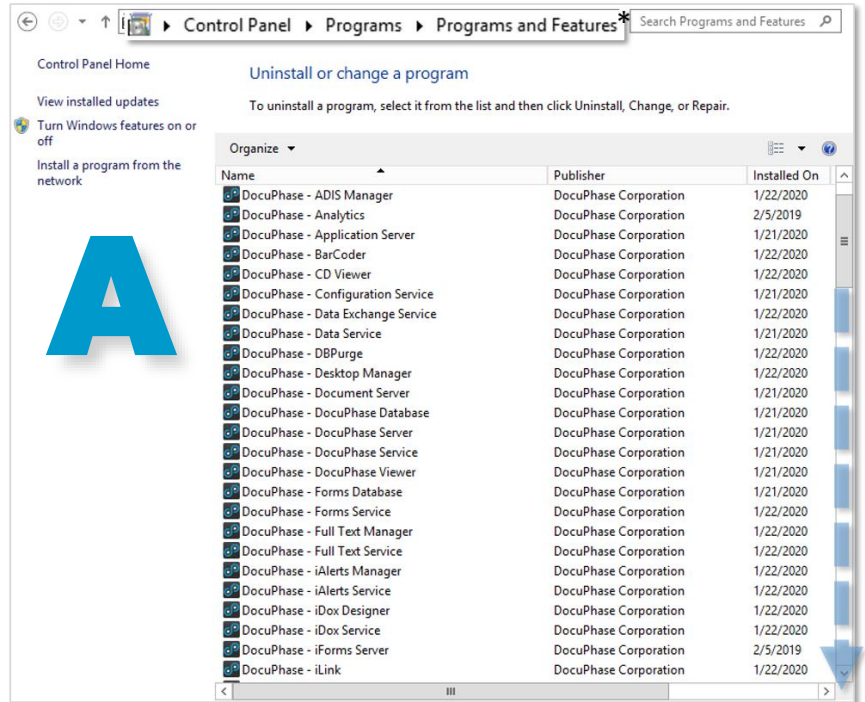 Control Panel ▸ Programs ▸ Programs and Features*
Search Programs and Features
Control Panel Home
View installed updates
Turn Windows features on or
off
Install a program from the
network
A
Uninstall or change a program
To uninstall a program, select it from the list and then click Uninstall, Change, or Repair.
Organize
Name Publisher Installed On
DocuPhase - ADIS Manager DocuPhase Corporation 1/22/2020
DocuPhase - Analytics DocuPhase Corporation 2/5/2019
DocuPhase - Application Server DocuPhase Corporation 1/21/2020
DocuPhase - BarCoder DocuPhase Corporation 1/22/2020
DocuPhase - CD Viewer DocuPhase Corporation 1/22/2020
DocuPhase - Configuration Service DocuPhase Corporation 1/21/2020
DocuPhase - Data Exchange Service DocuPhase Corporation 1/22/2020
DocuPhase - Data Service DocuPhase Corporation 1/21/2020
DocuPhase - DBPurge DocuPhase Corporation 1/22/2020
DocuPhase - Desktop Manager DocuPhase Corporation 1/22/2020
DocuPhase - Document Server DocuPhase Corporation 1/21/2020
DocuPhase - DocuPhase Database DocuPhase Corporation 1/21/2020
DocuPhase - DocuPhase Server DocuPhase Corporation 1/21/2020
DocuPhase - DocuPhase Service DocuPhase Corporation 1/21/2020
DocuPhase - DocuPhase Viewer DocuPhase Corporation 1/21/2020
DocuPhase - Forms Database DocuPhase Corporation 1/21/2020
DocuPhase - Forms Service DocuPhase Corporation 1/22/2020
DocuPhase - Full Text Manager DocuPhase Corporation 1/22/2020
DocuPhase - Full Text Service DocuPhase Corporation 1/22/2020
DocuPhase - iAlerts Manager DocuPhase Corporation 1/22/2020
DocuPhase - iAlerts Service DocuPhase Corporation 1/22/2020
DocuPhase - iDox Designer DocuPhase Corporation 1/22/2020
DocuPhase - iDox Service DocuPhase Corporation 1/22/2020
DocuPhase - iForms Server DocuPhase Corporation 2/5/2019
DocuPhase - iLink DocuPhase Corporation 1/22/2020